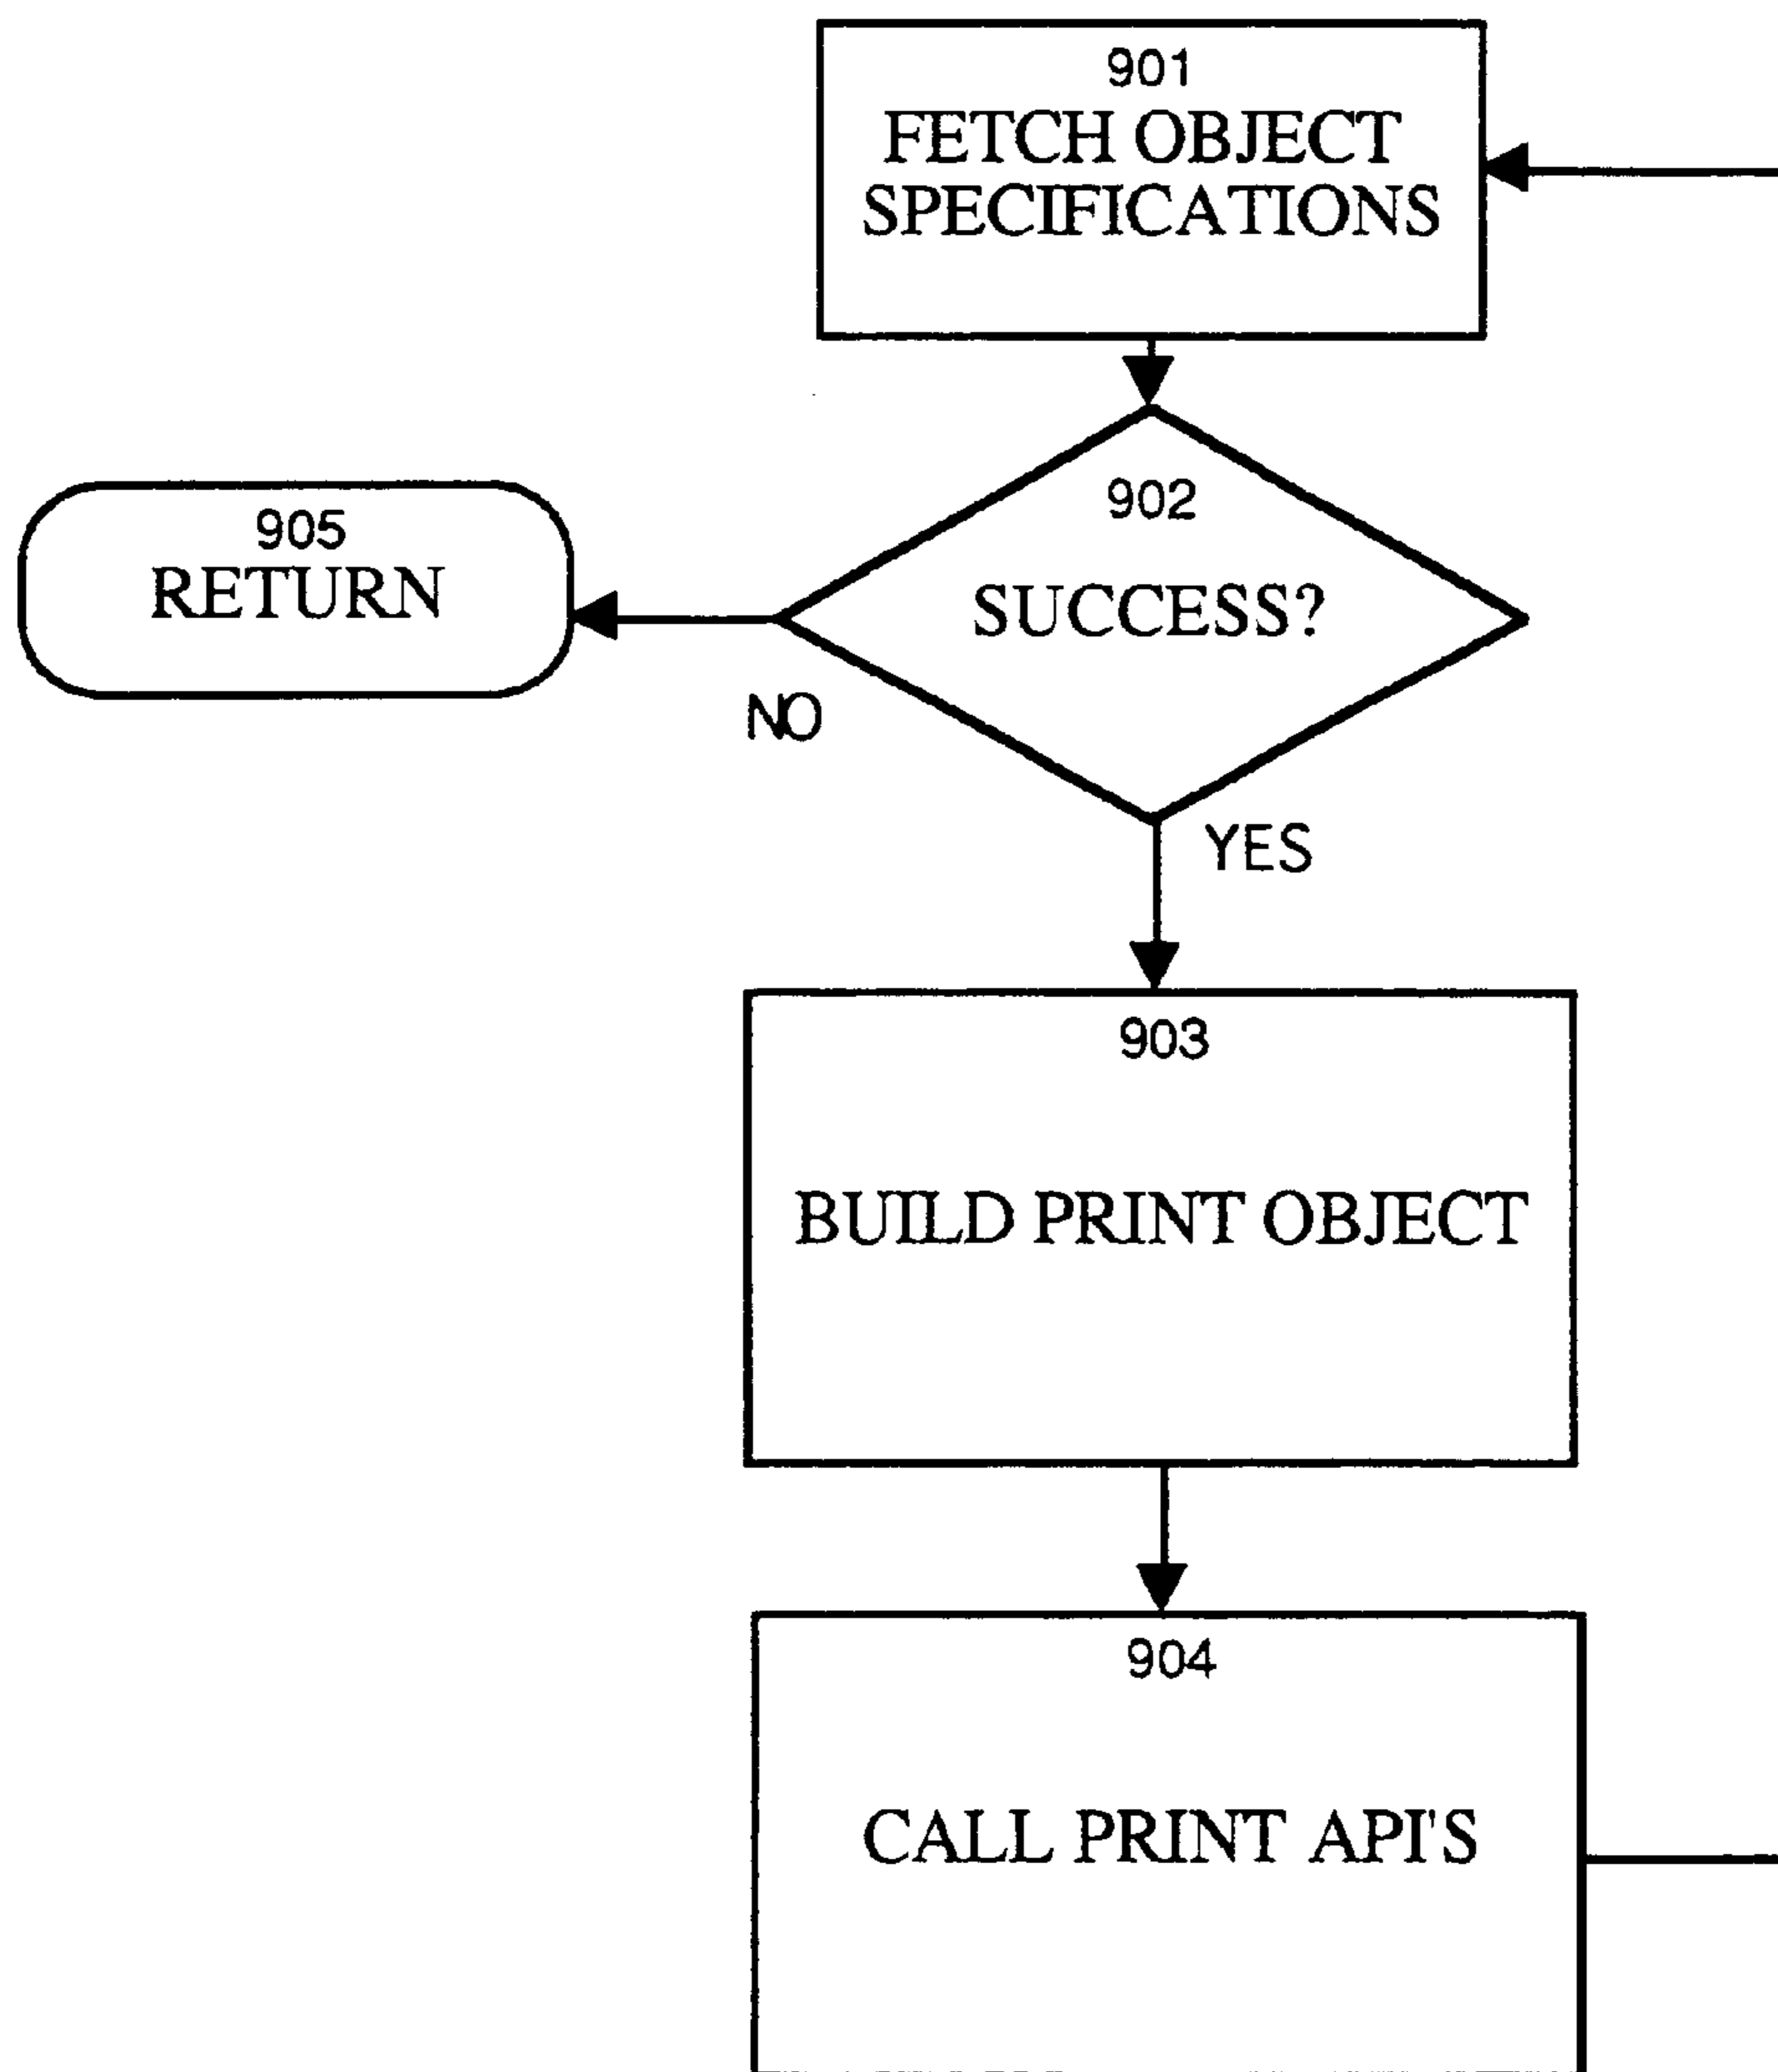 901
FETCH OBJECT
SPECIFICATIONS
902
SUCCESS?
905
RETURN
NO
YES
903
BUILD PRINT OBJECT
904
CALL PRINT API'S